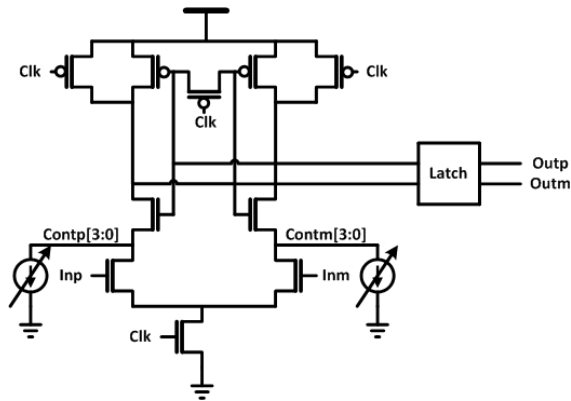 Clk
Clk
Clk
Latch
Outp
Outm
Contp[3:0]
Contm[3:0]
Inp
Inm
Clk